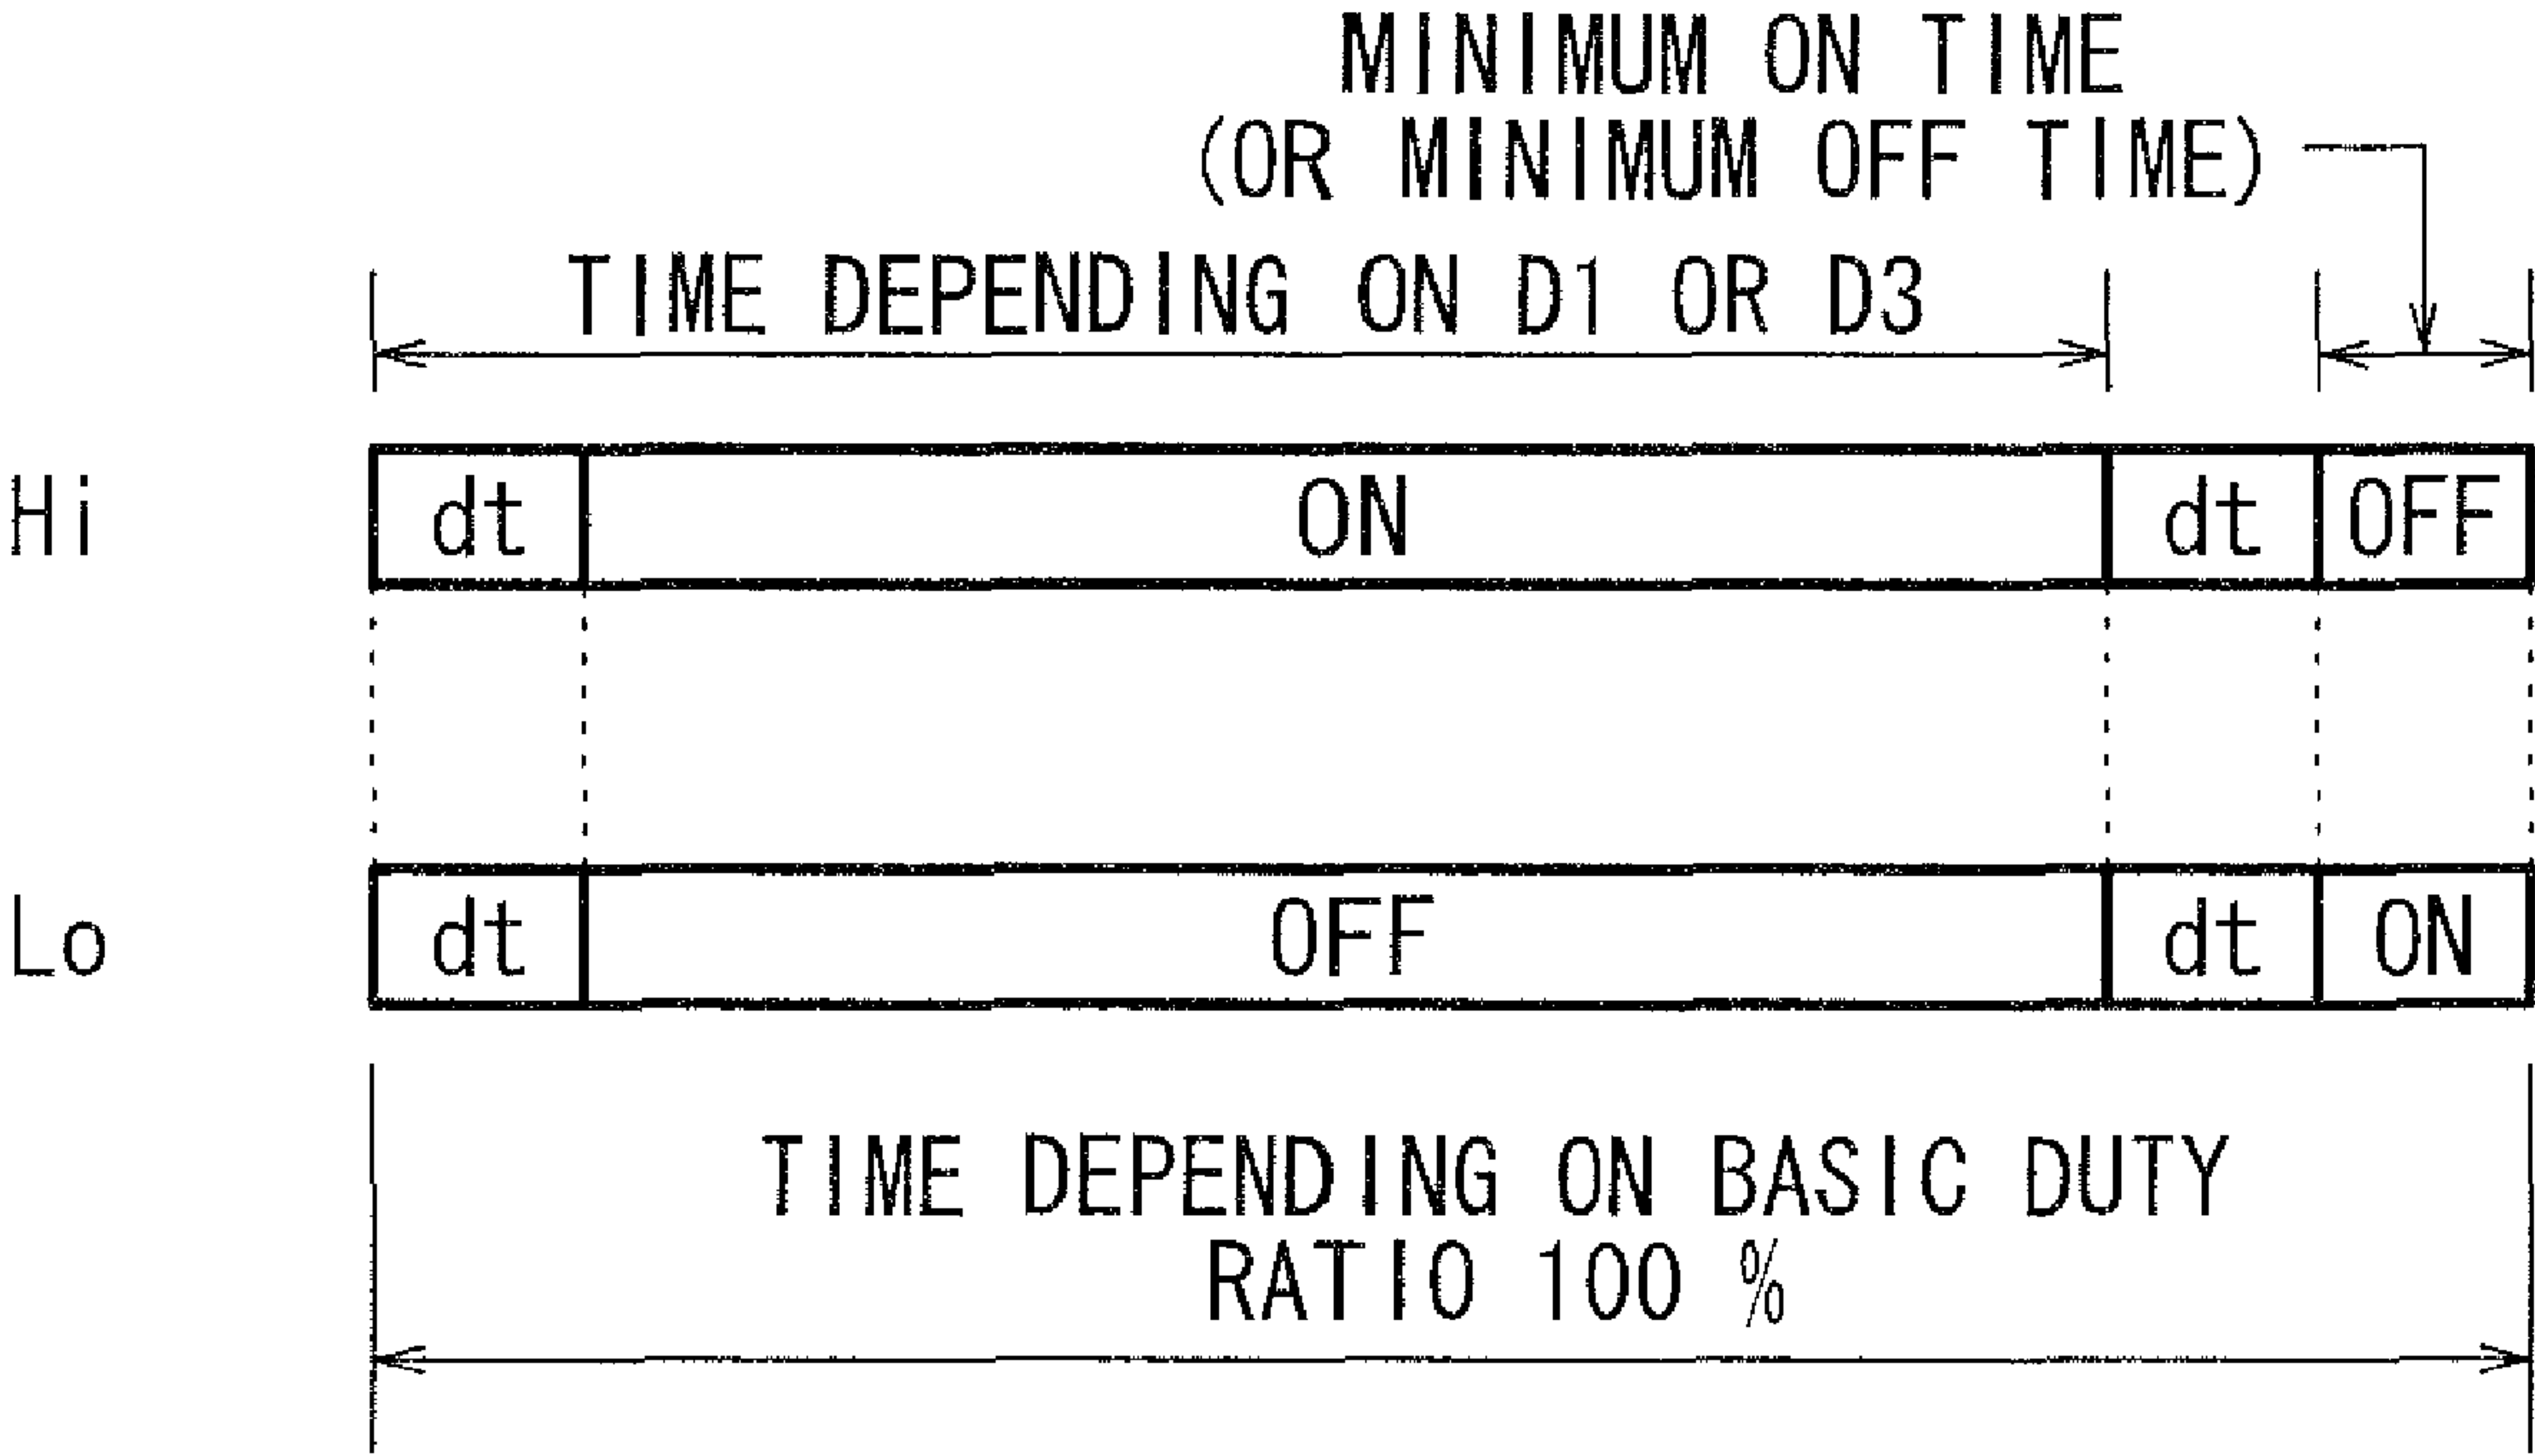 MINIMUM ON TIME
(OR MINIMUM OFF TIME)
TIME DEPENDING ON D1 OR D3
Hi dt ON dt OFF
Lo dt OFF dt ON
TIME DEPENDING ON BASIC DUTY
RATIO 100 %